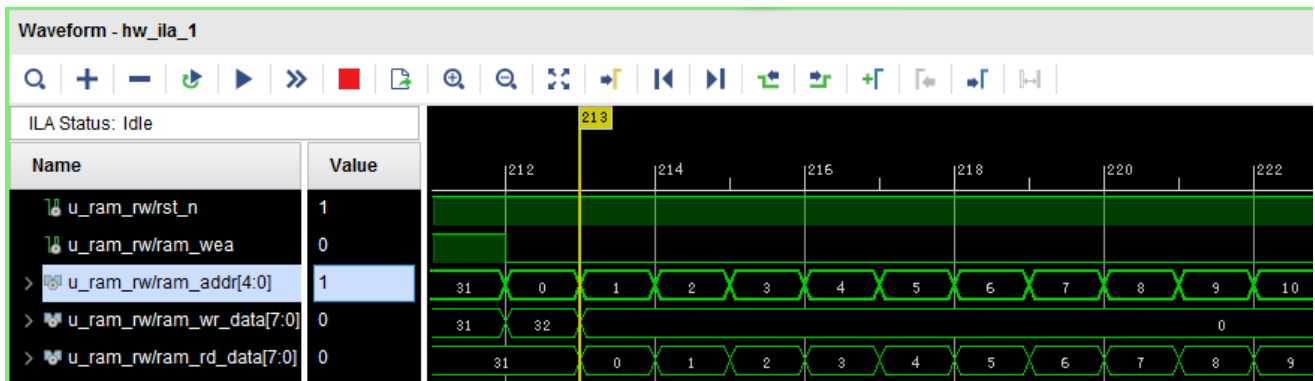 Waveform - hw_ila_1
ILA Status: Idle
213
Name Value
212 214 216 218 220 222
u_ram_rw/rst_n 1
u_ram_rw/ram_wea 0
u_ram_rw/ram_addr[4:0] 1 31 0 1 2 3 4 5 6 7 8 9 10
u_ram_rw/ram_wr_data[7:0] 0 31 32 0
u_ram_rw/ram_rd_data[7:0] 0 31 0 1 2 3 4 5 6 7 8 9